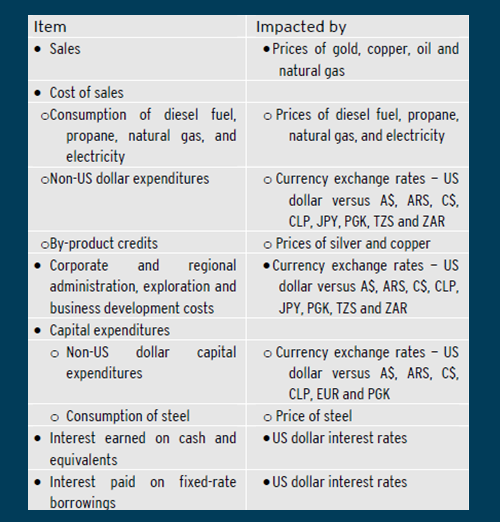 Item Impacted by
• Sales • Prices of gold, copper, oil and
natural gas
• Cost of sales
oConsumption of diesel fuel, o Prices of diesel fuel, propane,
propane, natural gas, and natural gas, and electricity
electricity
oNon-US dollar expenditures o Currency exchange rates – US
dollar versus A$, ARS, C$,
CLP, JPY, PGK, TZS and ZAR
oBy-product credits o Prices of silver and copper
• Corporate and regional • Currency exchange rates – US
administration, exploration and dollar versus A$, ARS, C$, CLP,
business development costs JPY, PGK, TZS and ZAR
• Capital expenditures
o Non-US dollar capital o Currency exchange rates – US
expenditures dollar versus A$, ARS, C$,
CLP, EUR and PGK
o Consumption of steel o Price of steel
• Interest earned on cash and • US dollar interest rates
equivalents
• Interest paid on fixed-rate • US dollar interest rates
borrowings